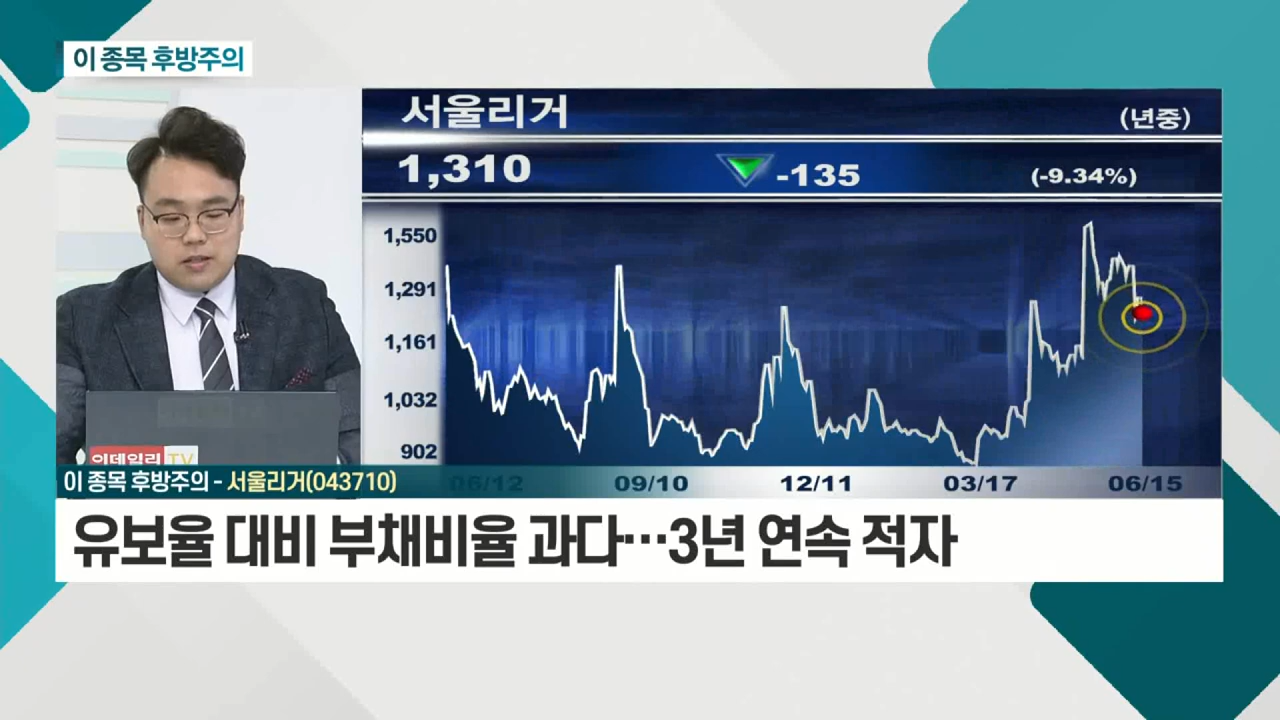 이 종목 후방주의
서울리거
(년중)
1,310
-135
(-9.34%)
1,550
1,291
1,161
1,032
902
이데일리TV
이 종목 후방주의 - 서울리거(043710)
06/12
09/10
12/11
03/17
06/15
유보율 대비 부채비율 과다…3년 연속 적자